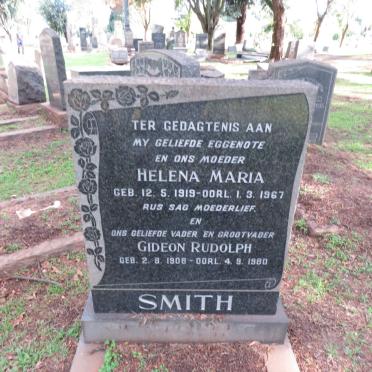 TER GEDAGTENIS AAN
MY GELIEFDE EGGENOTE
EN ONS MOEDER
HELENA MARIA
GEB. 12. 5. 1919 - OORL. 1. 3. 1967
RUS SAG MOEDERLIEF.
EN
ONS GELIEFDE VADER EN GROOTVADER
GIDEON RUDOLPH
GEB. 2. 8. 1908 - OORL. 4. 9. 1980
SMITH